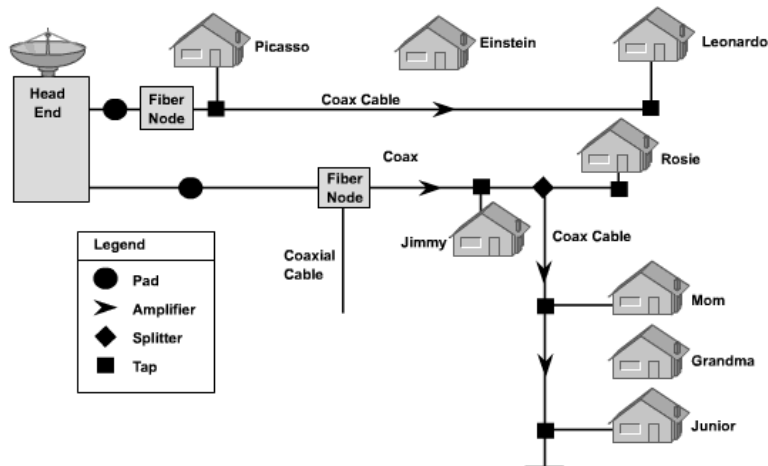 Picasso
Einstein
Leonardo
Head
End
Fiber
Node
Coax Cable
Coax
Rosie
Fiber
Node
Jimmy
Coax Cable
Coaxial
Cable
Legend
Pad
Amplifier
Splitter
Tap
Mom
Grandma
Junior